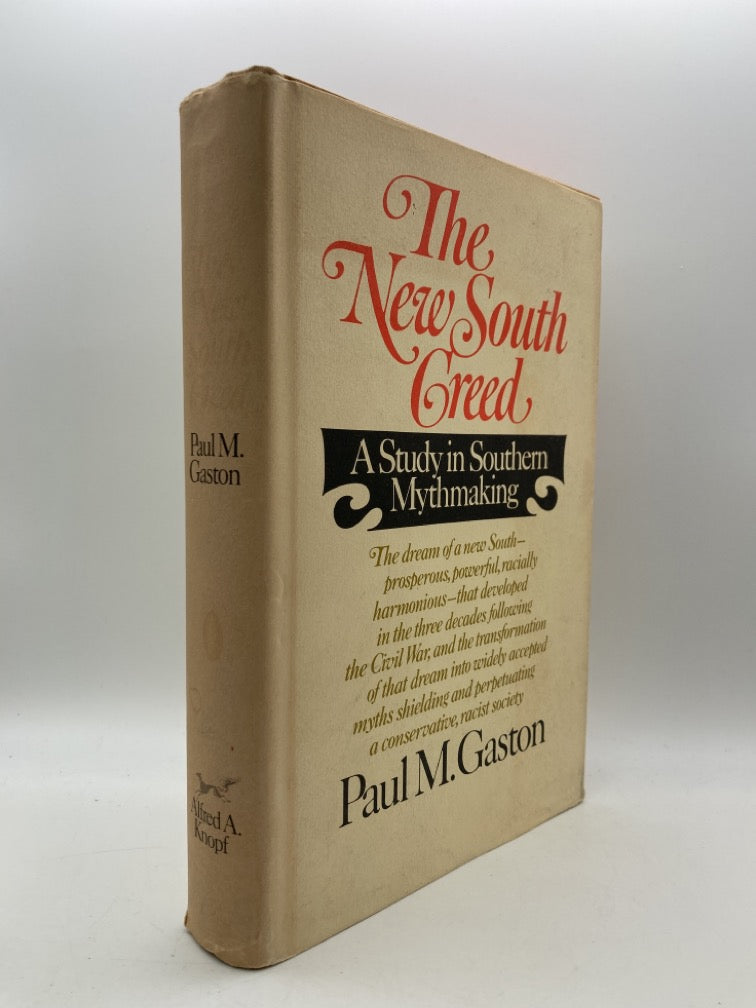 The
New South
Creed
A Study in Southern
Mythmaking
The dream of a new South—
prosperous, powerful, racially
harmonious—that developed
in the three decades following
the Civil War, and the transformation
of that dream into widely accepted
myths shielding and perpetuating
a conservative, racist society
Paul M. Gaston
Paul M.
Gaston
Alfred A.
Knopf